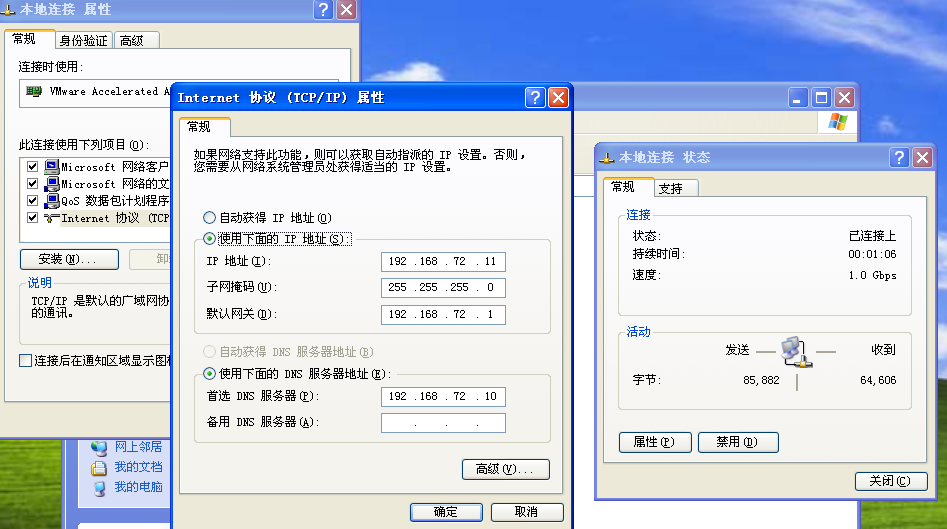 本地连接 属性
常规
身份验证
高级
连接时使用:
VMware Accelerated A
此连接使用下列项目(O):
Microsoft 网络客户
Microsoft 网络的文
QoS 数据包计划程序
Internet 协议 (TCP
安装(N)...
卸
说明
TCP/IP 是默认的广域网协
的通讯。
连接后在通知区域显示图
网上邻居
我的文档
我的电脑
Internet 协议 (TCP/IP) 属性
常规
如果网络支持此功能，则可以获取自动指派的 IP 设置。否则，
您需要从网络系统管理员处获得适当的 IP 设置。
自动获得 IP 地址(O)
使用下面的 IP 地址(S):
IP 地址(I): 192 .168 . 72 . 11
子网掩码(U): 255 .255 .255 . 0
默认网关(D): 192 .168 . 72 . 1
自动获得 DNS 服务器地址(B)
使用下面的 DNS 服务器地址(E):
首选 DNS 服务器(P): 192 .168 . 72 . 10
备用 DNS 服务器(A): . . .
高级(V)...
确定
取消
本地连接 状态
常规
支持
连接
状态: 已连接上
持续时间: 00:01:06
速度: 1.0 Gbps
活动
发送 — — 收到
字节: 85,882 | 64,606
属性(P)
禁用(D)
关闭(C)